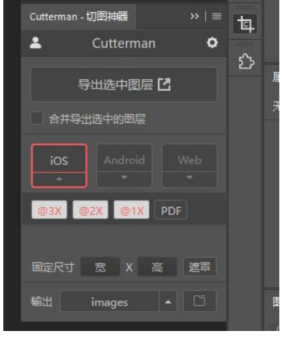 Cutterman - 切图神器
Cutterman
导出选中图层
合并导出选中的图层
iOS Android Web
@3X @2X @1X PDF
固定尺寸 宽 X 高 遮罩
输出 images